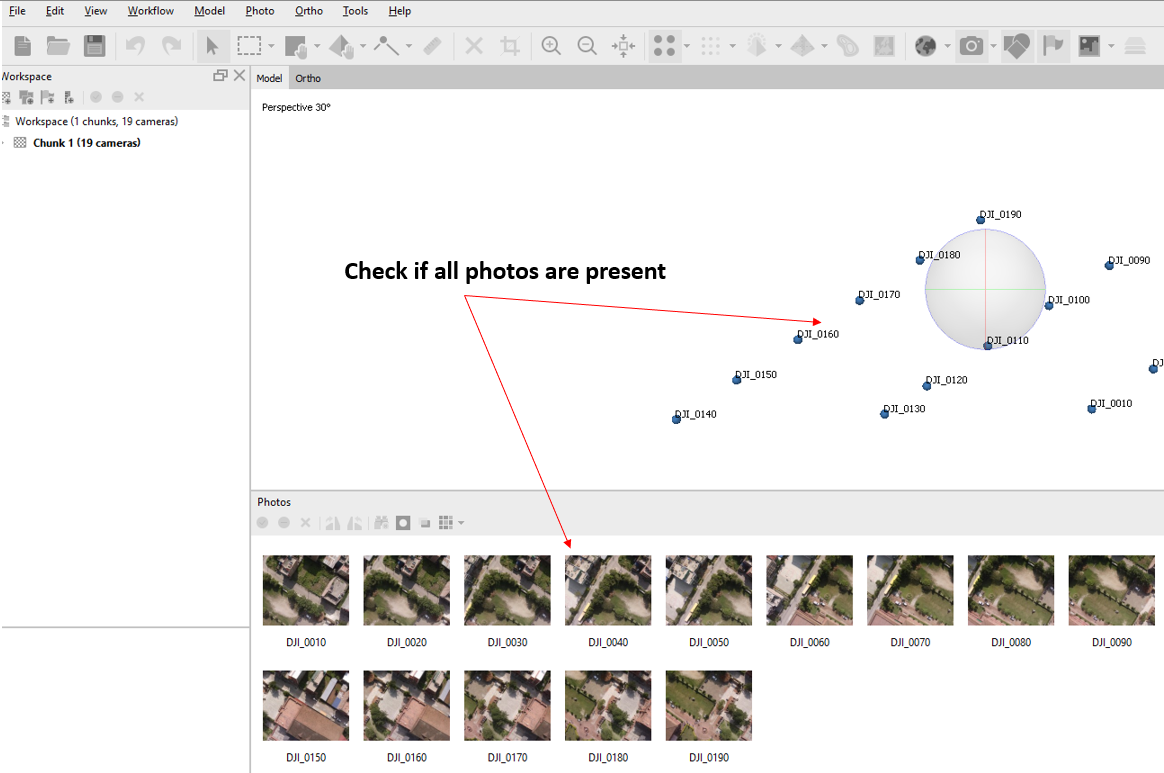 File Edit View Workflow Model Photo Ortho Tools Help
Workspace
Model Ortho
Perspective 30°
Workspace (1 chunks, 19 cameras)
Chunk 1 (19 cameras)
DJI_0190
DJI_0180
DJI_0090
Check if all photos are present
DJI_0170
DJI_0100
DJI_0160
DJI_0110
DJ
DJI_0150
DJI_0120
DJI_0140
DJI_0130
DJI_0010
Photos
DJI_0010 DJI_0020 DJI_0030 DJI_0040 DJI_0050 DJI_0060 DJI_0070 DJI_0080 DJI_0090
DJI_0150 DJI_0160 DJI_0170 DJI_0180 DJI_0190